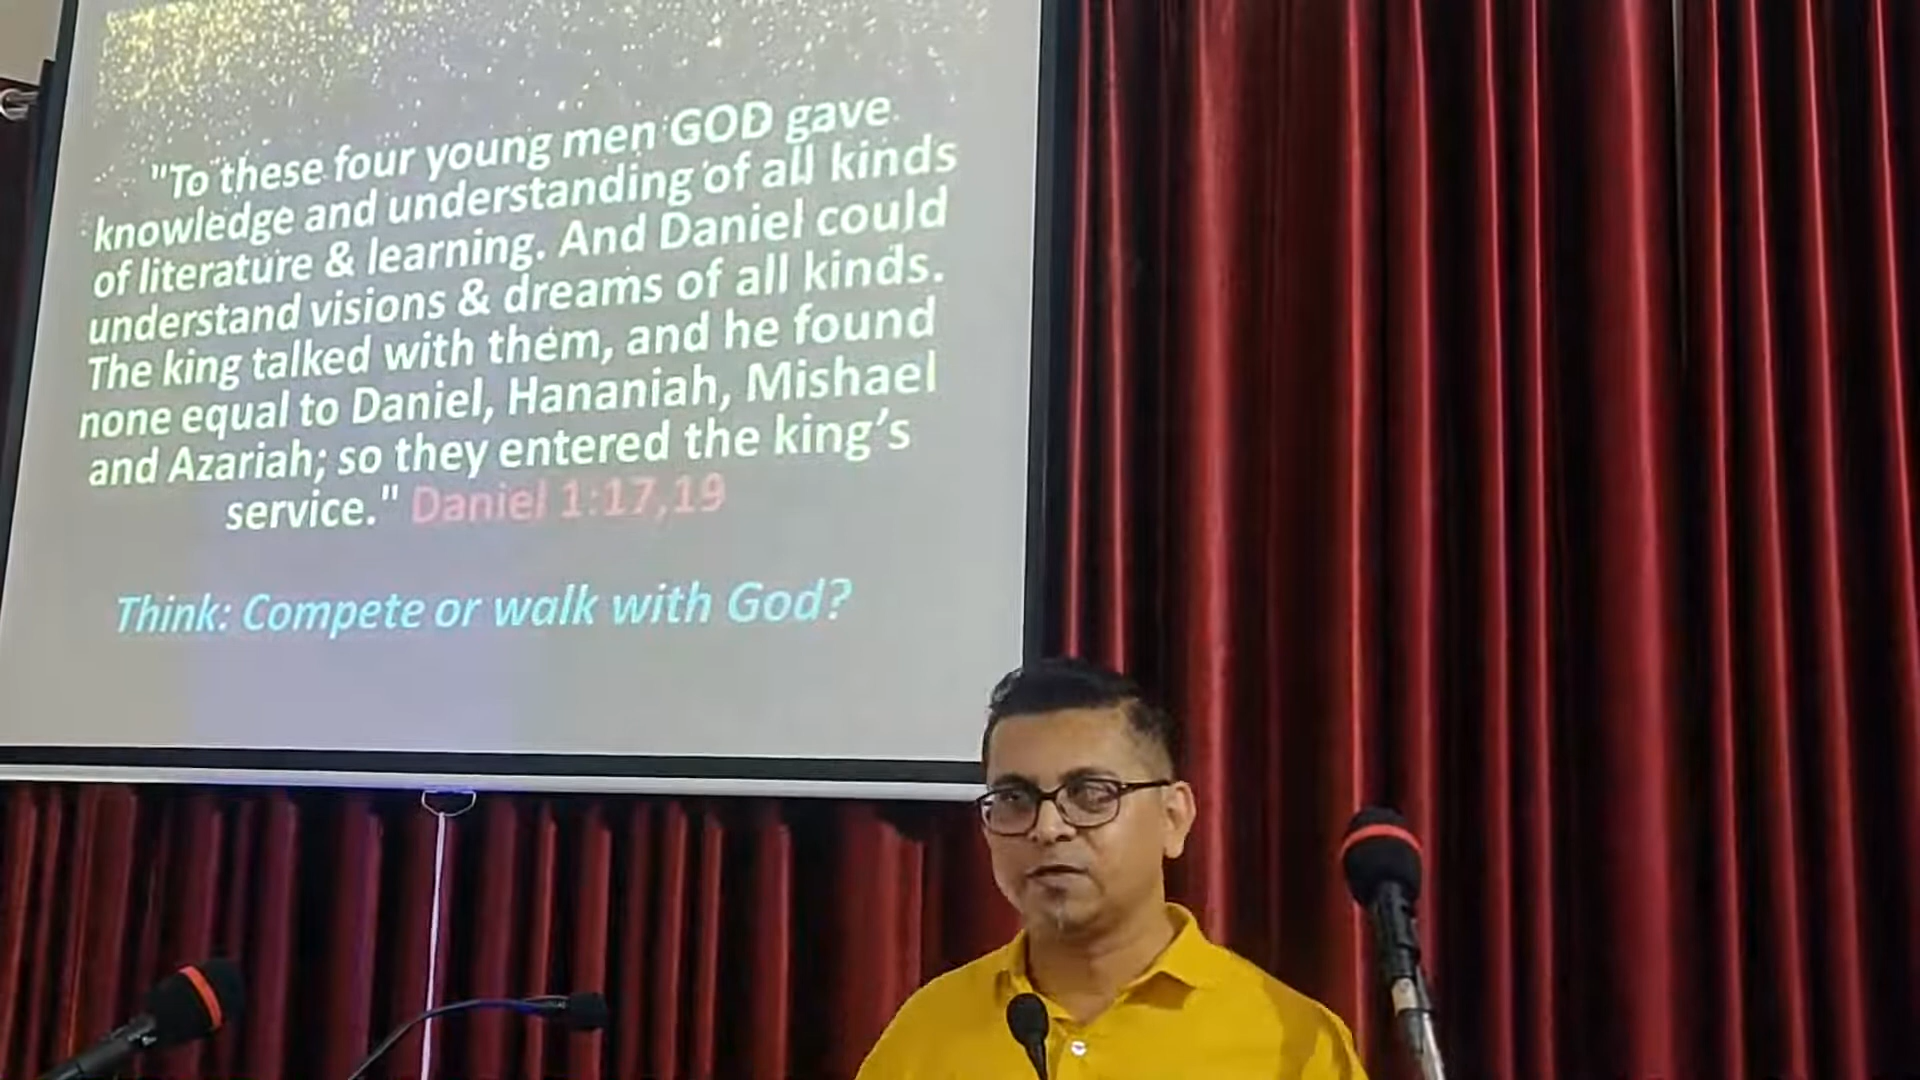 "To these four young men GOD gave
knowledge and understanding of all kinds
of literature & learning. And Daniel could
understand visions & dreams of all kinds.
The king talked with them, and he found
none equal to Daniel, Hananiah, Mishael
and Azariah; so they entered the king’s
service." Daniel 1:17,19
Think: Compete or walk with God?